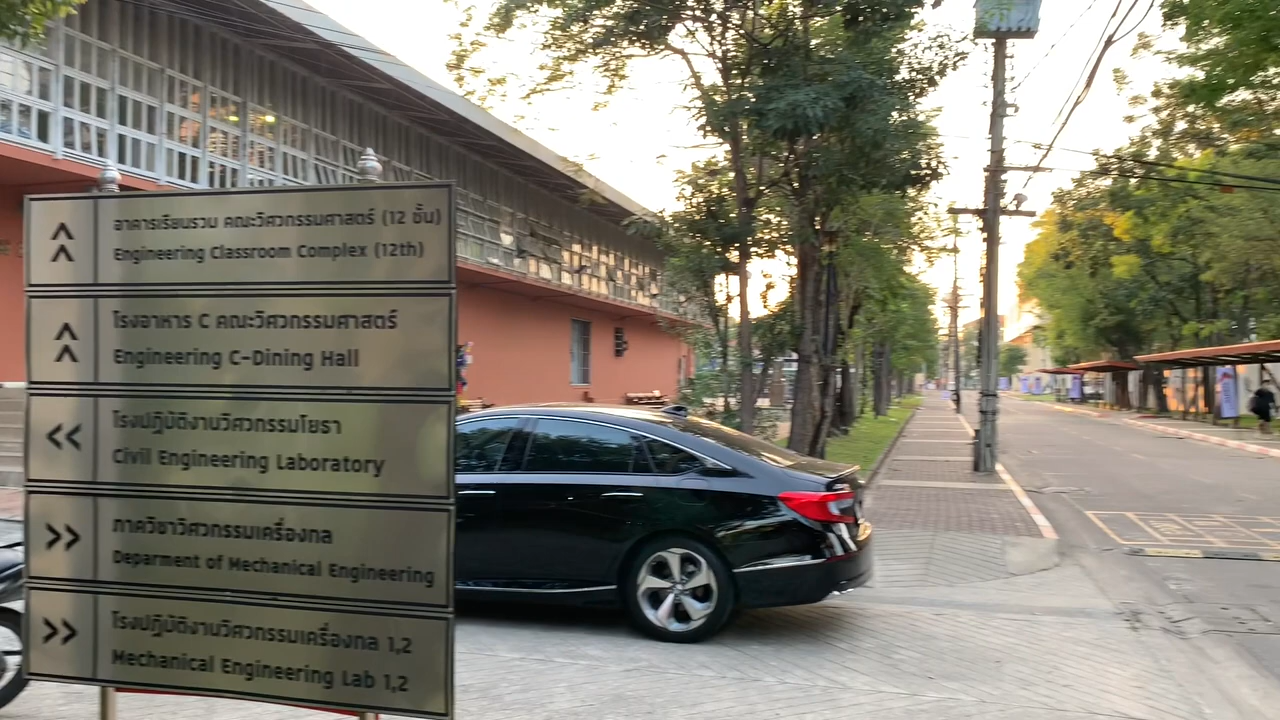 อาคารเรียนรวม คณะวิศวกรรมศาสตร์ (12 ชั้น)
Engineering Classroom Complex (12th)
โรงอาหาร C คณะวิศวกรรมศาสตร์
Engineering C-Dining Hall
โรงปฏิบัติงานวิศวกรรมโยธา
Civil Engineering Laboratory
ภาควิชาวิศวกรรมเครื่องกล
Deparment of Mechanical Engineering
โรงปฏิบัติงานวิศวกรรมเครื่องกล 1,2
Mechanical Engineering Lab 1,2